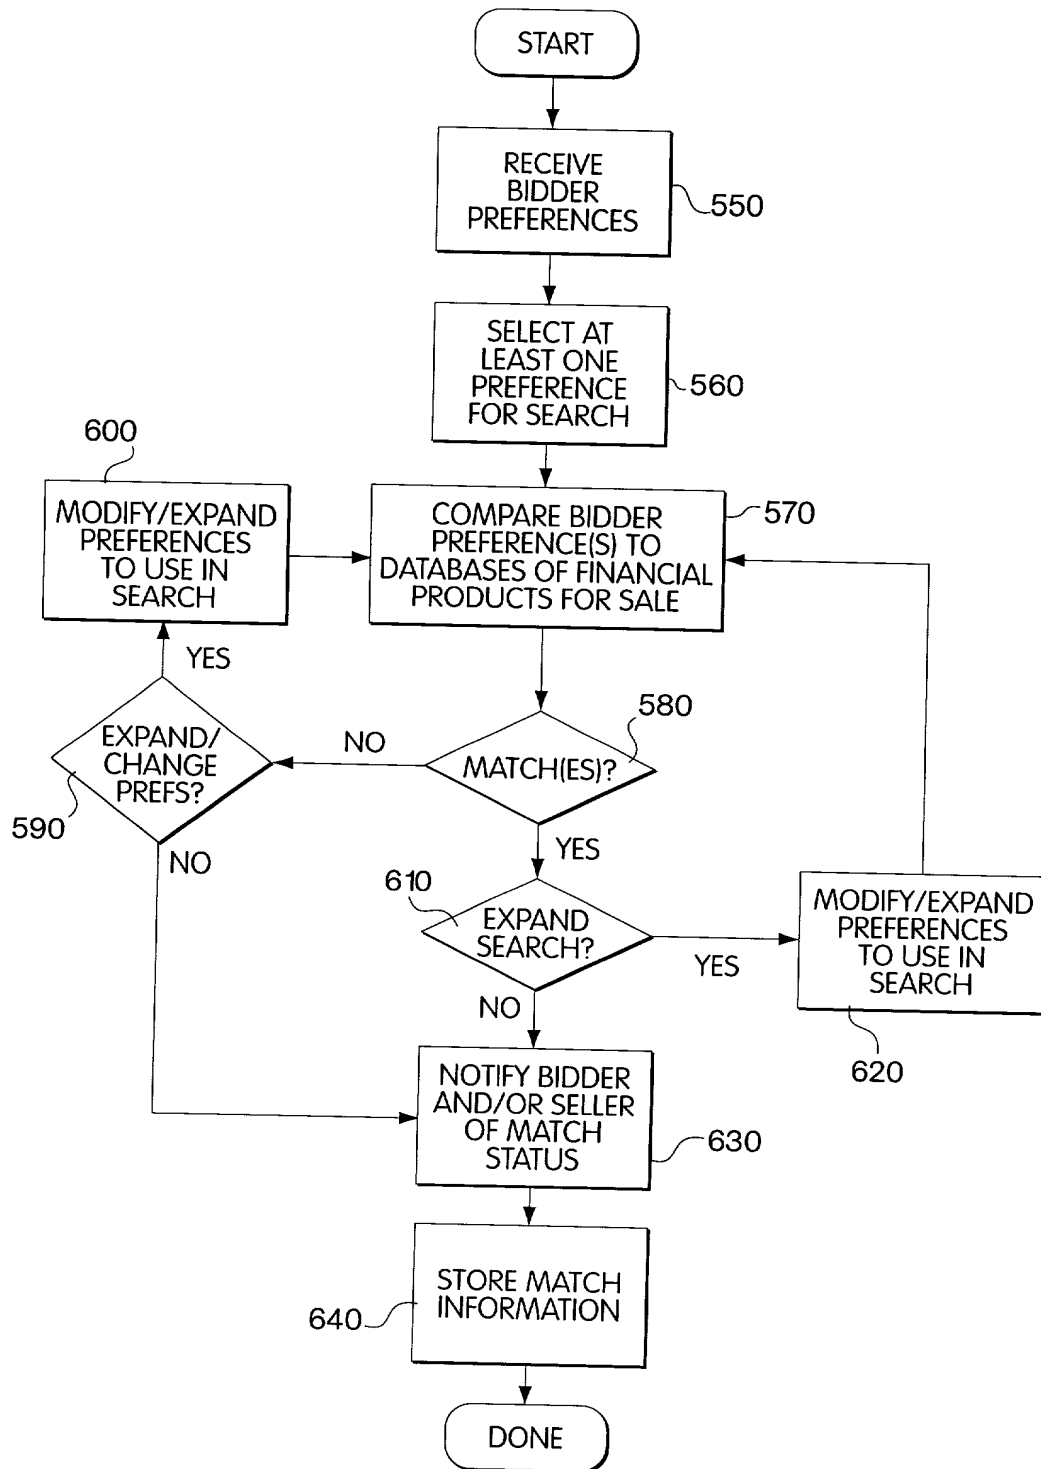 START
RECEIVE
BIDDER
PREFERENCES
550
SELECT AT
LEAST ONE
PREFERENCE
FOR SEARCH
560
600
MODIFY/EXPAND
PREFERENCES
TO USE IN
SEARCH
COMPARE BIDDER
PREFERENCE(S) TO
DATABASES OF FINANCIAL
PRODUCTS FOR SALE
570
YES
EXPAND/
CHANGE
PREFS?
590
NO
NO
MATCH(ES)?
580
YES
610
EXPAND
SEARCH?
YES
NO
MODIFY/EXPAND
PREFERENCES
TO USE IN
SEARCH
620
NOTIFY BIDDER
AND/OR SELLER
OF MATCH
STATUS
630
STORE MATCH
INFORMATION
640
DONE